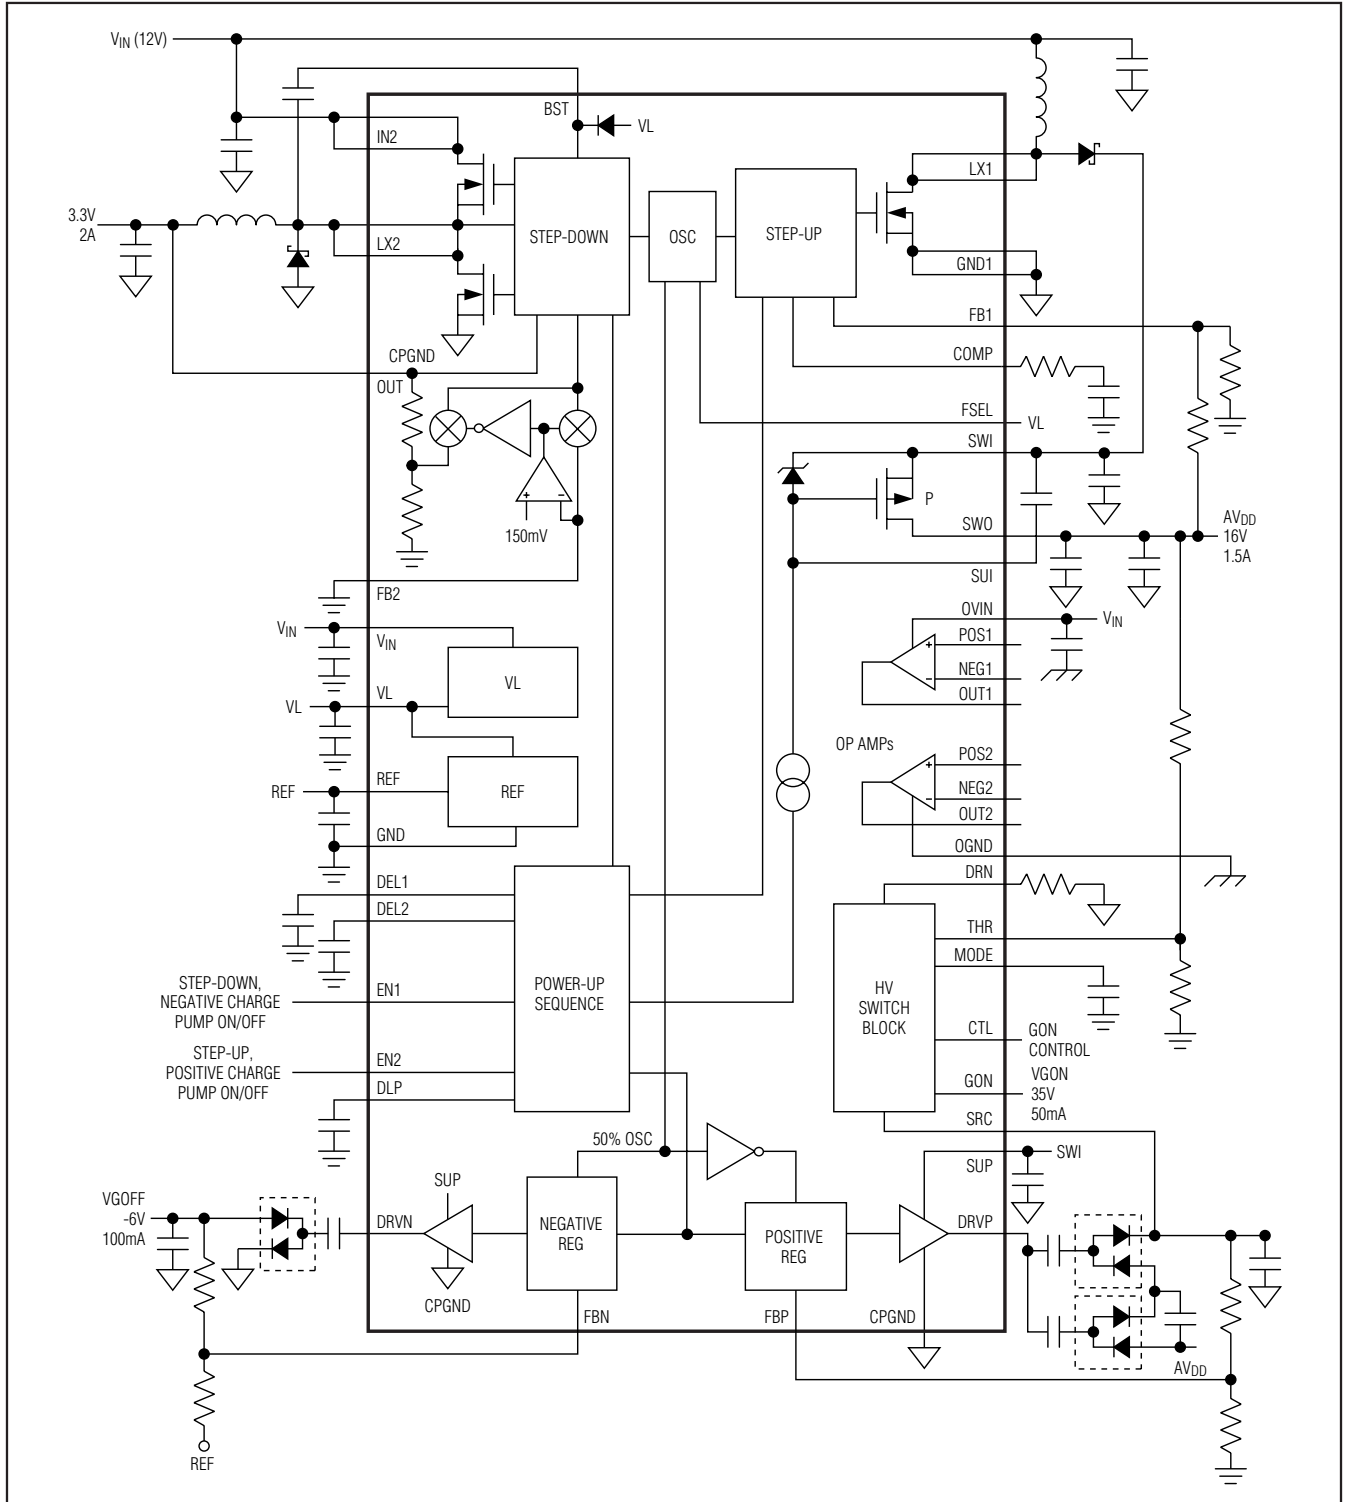 VIN (12V)
BST
VL
IN2
LX1
3.3V
2A
STEP-DOWN
OSC
STEP-UP
LX2
GND1
FB1
CPGND
COMP
OUT
FSEL
VL
SWI
P
150mV
SWO
AVDD
16V
1.5A
SUI
FB2
OVIN
VIN
VIN
VIN
POS1
VL
NEG1
VL
VL
OUT1
OP AMPs
POS2
REF
REF
REF
NEG2
OUT2
GND
OGND
DEL1
DRN
DEL2
THR
MODE
STEP-DOWN,
NEGATIVE CHARGE
PUMP ON/OFF
EN1
POWER-UP
SEQUENCE
HV
SWITCH
BLOCK
CTL
GON
CONTROL
STEP-UP,
POSITIVE CHARGE
PUMP ON/OFF
EN2
DLP
GON
VGON
35V
50mA
SRC
50% OSC
SUP
SWI
SUP
VGOFF
-6V
100mA
DRVN
NEGATIVE
REG
POSITIVE
REG
DRVP
CPGND
FBN
FBP
CPGND
AVDD
REF